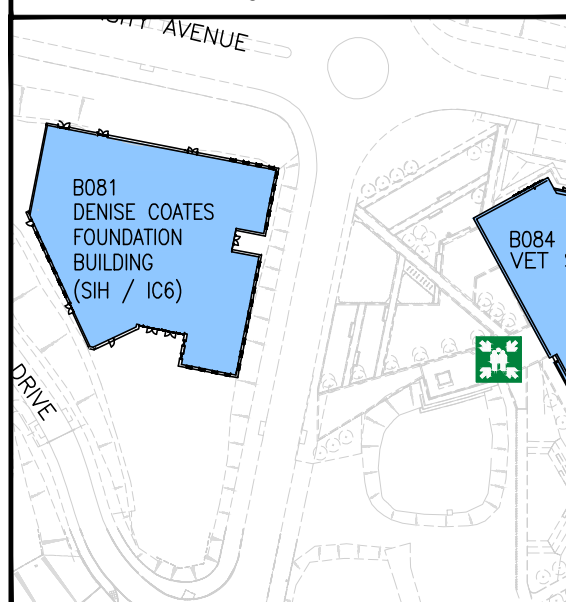 AVENUE
B081
DENISE COATES
FOUNDATION
BUILDING
(SIH / IC6)
B084
VET
DRIVE